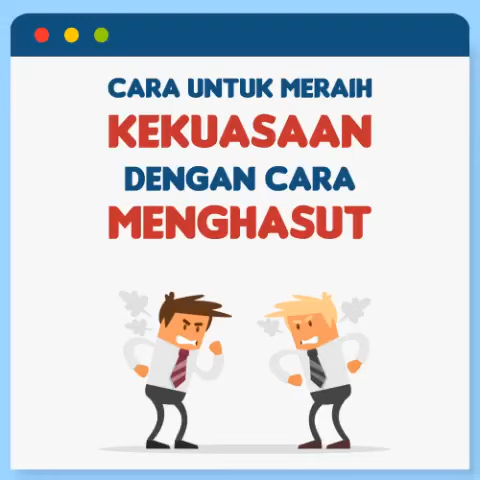 CARA UNTUK MERAIH
KEKUASAAN
DENGAN CARA
MENGHASUT